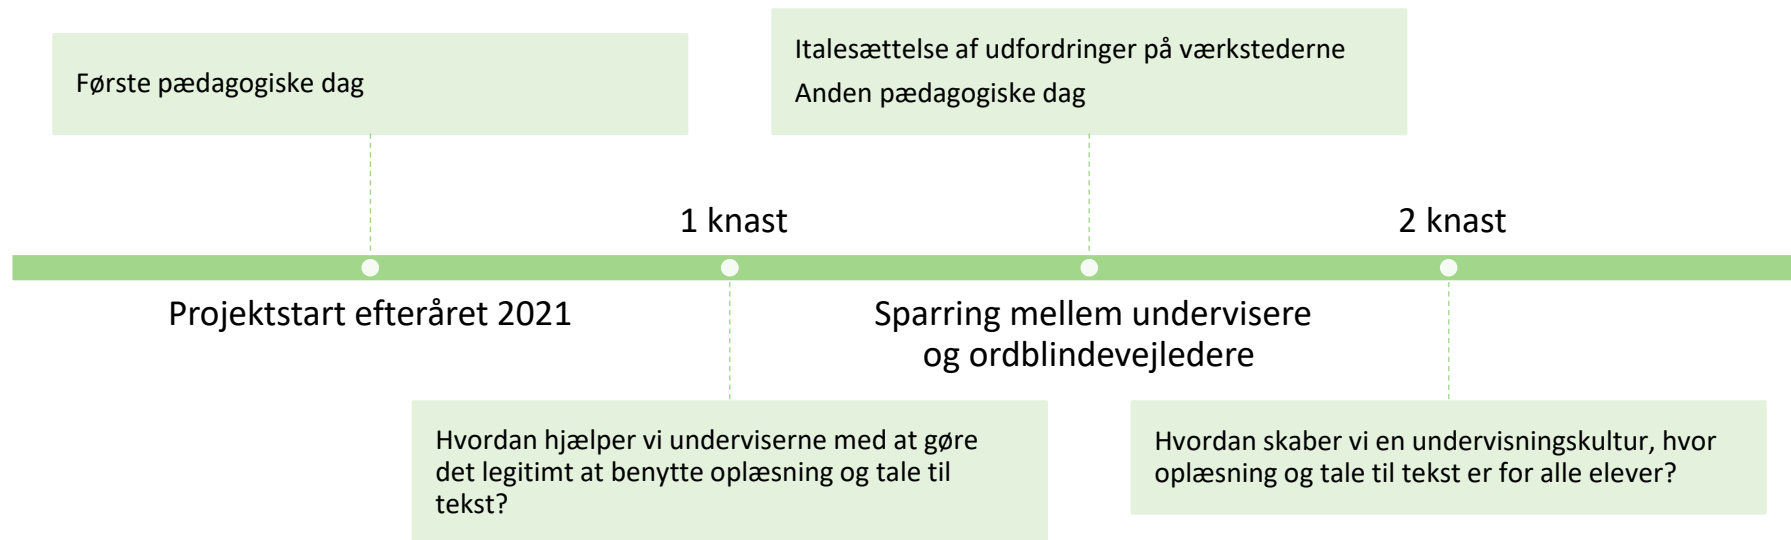 Første pædagogiske dag
Italesættelse af udfordringer på værkstederne
Anden pædagogiske dag
1 knast
2 knast
Projektstart efteråret 2021
Sparring mellem undervisere
og ordblindevejledere
Hvordan hjælper vi underviserne med at gøre
det legitimt at benytte oplæsning og tale til
tekst?
Hvordan skaber vi en undervisningskultur, hvor
oplæsning og tale til tekst er for alle elever?